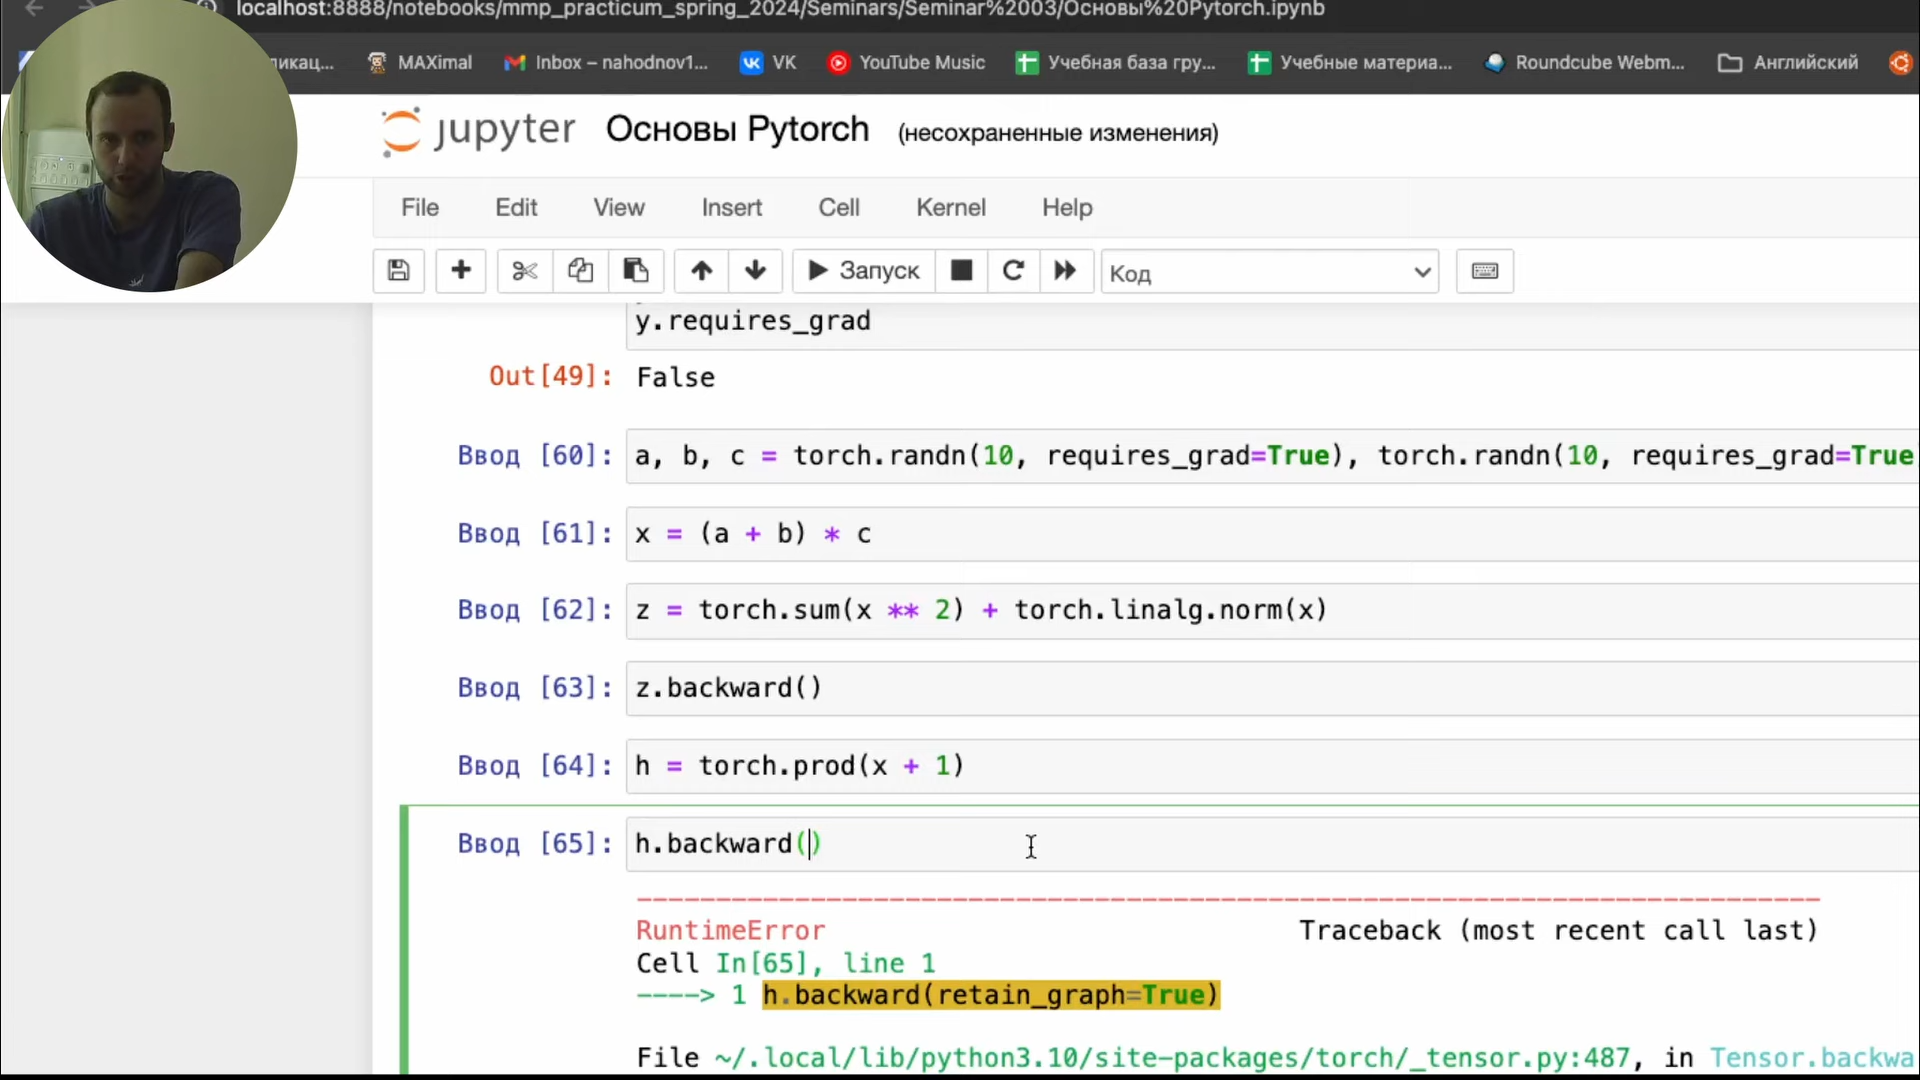 localhost:8888/notebooks/mmp_practicum_spring_2024/Seminars/Seminar%2003/Основы%20Pytorch.ipynb
ликац... MAXimal Inbox – nahodnov1... VK YouTube Music Учебная база гру... Учебные материа... Roundcube Webm... Английский
jupyter Основы Pytorch (несохраненные изменения)
File Edit View Insert Cell Kernel Help
Запуск Код
y.requires_grad
Out[49]: False
Ввод [60]: a, b, c = torch.randn(10, requires_grad=True), torch.randn(10, requires_grad=True
Ввод [61]: x = (a + b) * c
Ввод [62]: z = torch.sum(x ** 2) + torch.linalg.norm(x)
Ввод [63]: z.backward()
Ввод [64]: h = torch.prod(x + 1)
Ввод [65]: h.backward()
RuntimeError Traceback (most recent call last)
Cell In[65], line 1
----> 1 h.backward(retain_graph=True)
File ~/.local/lib/python3.10/site-packages/torch/_tensor.py:487, in Tensor.backwa